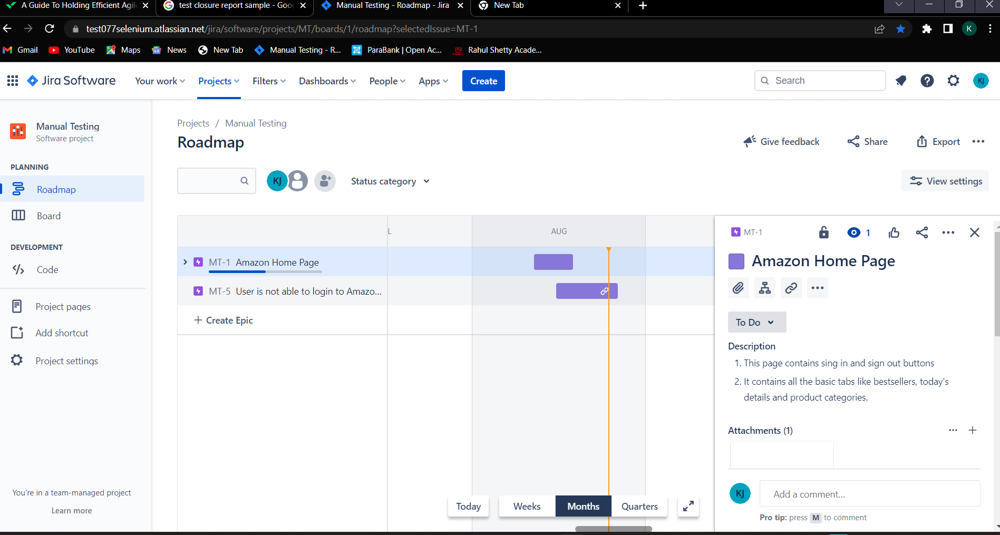 A Guide To Holding Efficient Agil
test closure report sample - Goo
Manual Testing - Roadmap - Jira
New Tab
test077selenium.atlassian.net/jira/software/projects/MT/boards/1/roadmap?selectedIssue=MT-1
K
Gmail
YouTube
Maps
News
New Tab
Manual Testing - R...
ParaBank | Open Ac...
Rahul Shetty Acade...
Jira Software
Your work
Projects
Filters
Dashboards
People
Apps
Create
Search
KJ
Manual Testing
Software project
PLANNING
Roadmap
Board
DEVELOPMENT
Code
Project pages
Add shortcut
Project settings
You're in a team-managed project
Learn more
Projects / Manual Testing
Roadmap
Give feedback
Share
Export
KJ
Status category
View settings
L
AUG
MT-1 Amazon Home Page
MT-5 User is not able to login to Amazo...
+ Create Epic
Today
Weeks
Months
Quarters
MT-1
1
Amazon Home Page
To Do
Description
1. This page contains sing in and sign out buttons
2. It contains all the basic tabs like bestsellers, today's
details and product categories.
Attachments (1)
KJ
Add a comment...
Pro tip: press M to comment